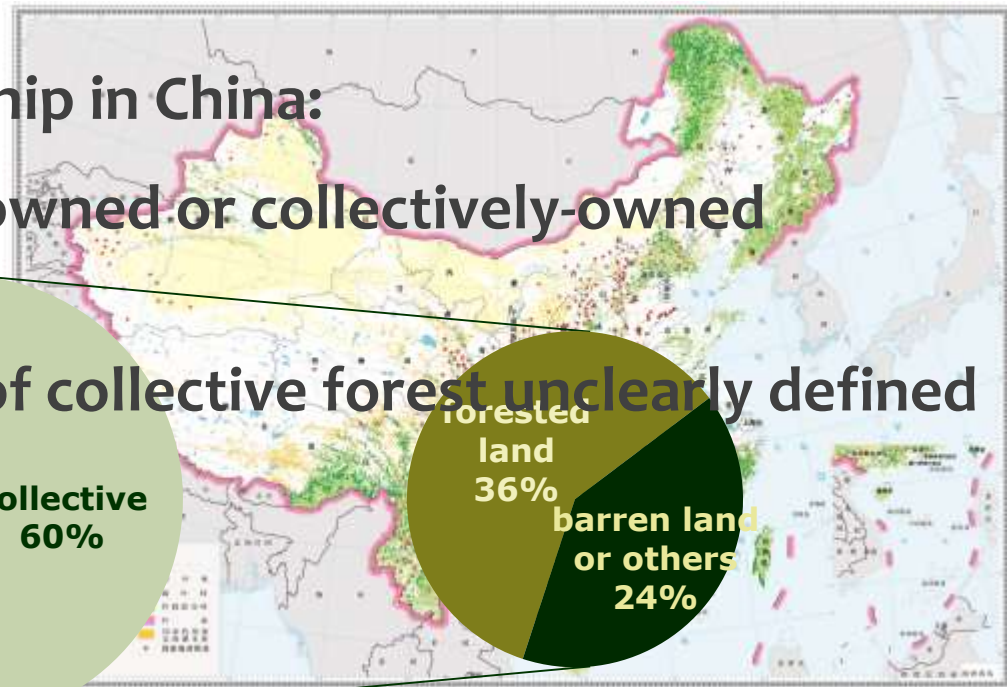 hip in China:
owned or collectively-owned
of collective forest unclearly defined
forested
land
36%
ollective
60%
barren land
or others
24%